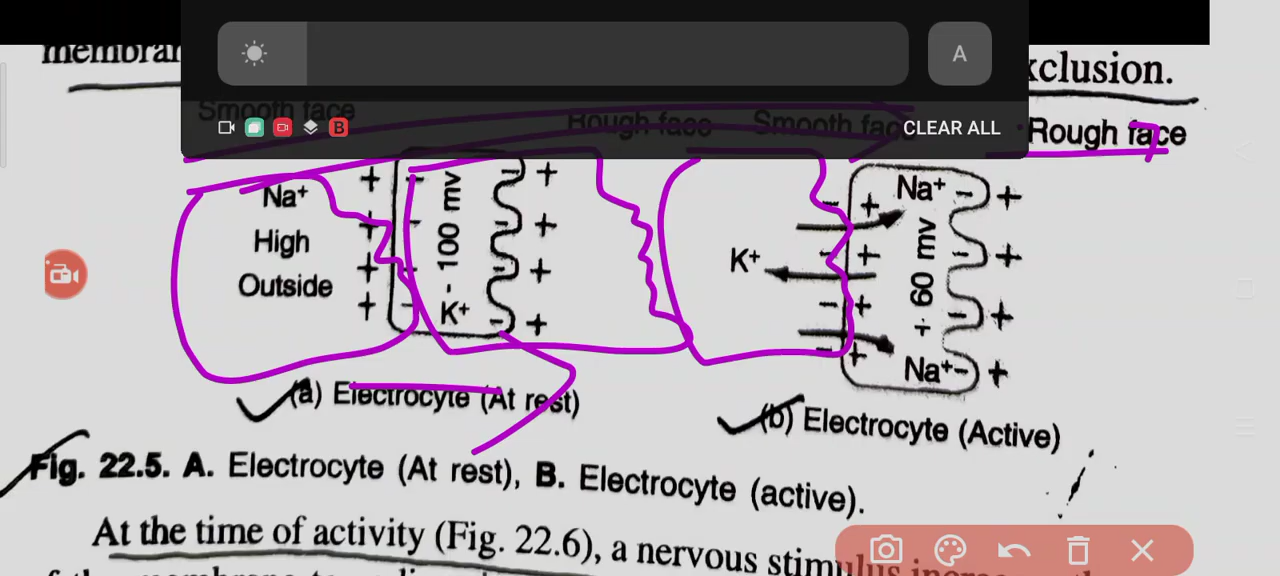 A
CLEAR ALL
B
xclusion.
Smooth face
Rough face
Smooth fac
Rough face
Na⁺
High
Outside
+ + + +
- 100 mv
K⁺
+ + + +
K⁺
Na⁺
+ 60 mv
Na⁺
+ + + +
(a) Electrocyte (At rest)
(b) Electrocyte (Active)
Fig. 22.5. A. Electrocyte (At rest), B. Electrocyte (active).
At the time of activity (Fig. 22.6), a nervous stimulus